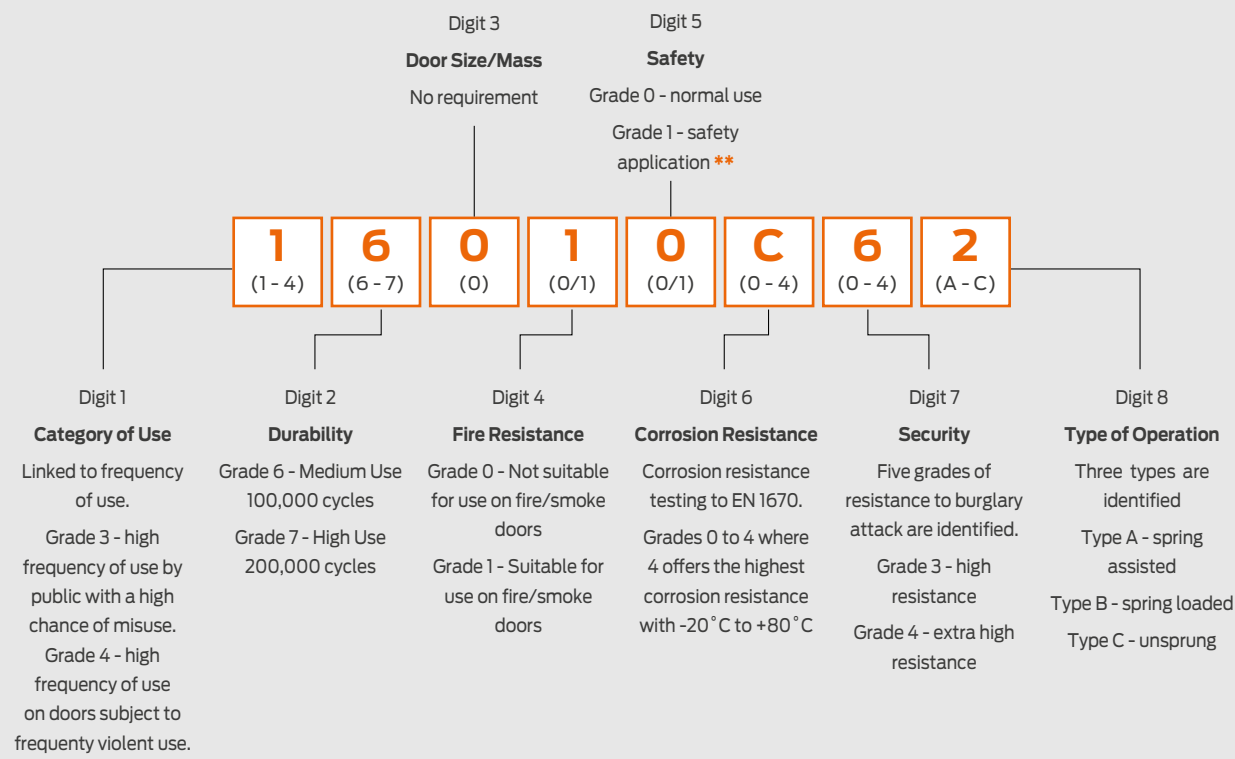 Digit 3
Door Size/Mass
No requirement
Digit 5
Safety
Grade 0 - normal use
Grade 1 - safety
application **
1
(1 - 4)
6
(6 - 7)
0
(0)
1
(0/1)
0
(0/1)
C
(0 - 4)
6
(0 - 4)
2
(A - C)
Digit 1
Category of Use
Linked to frequency
of use.
Grade 3 - high
frequency of use by
public with a high
chance of misuse.
Grade 4 - high
frequency of use
on doors subject to
frequenty violent use.
Digit 2
Durability
Grade 6 - Medium Use
100,000 cycles
Grade 7 - High Use
200,000 cycles
Digit 4
Fire Resistance
Grade 0 - Not suitable
for use on fire/smoke
doors
Grade 1 - Suitable for
use on fire/smoke
doors
Digit 6
Corrosion Resistance
Corrosion resistance
testing to EN 1670.
Grades 0 to 4 where
4 offers the highest
corrosion resistance
with -20˚C to +80˚C
Digit 7
Security
Five grades of
resistance to burglary
attack are identified.
Grade 3 - high
resistance
Grade 4 - extra high
resistance
Digit 8
Type of Operation
Three types are
identified
Type A - spring
assisted
Type B - spring loaded
Type C - unsprung